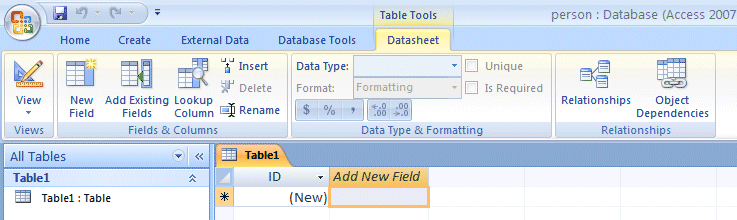 Table Tools
person : Database (Access 2007
Home Create External Data Database Tools Datasheet
View
Views
New Field
Add Existing Fields
Lookup Column
Insert
Delete
Rename
Fields & Columns
Data Type:
Format: Formatting
$ % , .0 .00 .00 .0
Unique
Is Required
Data Type & Formatting
Relationships
Object Dependencies
Relationships
All Tables «
Table1
Table1 : Table
Table1
ID Add New Field
* (New)